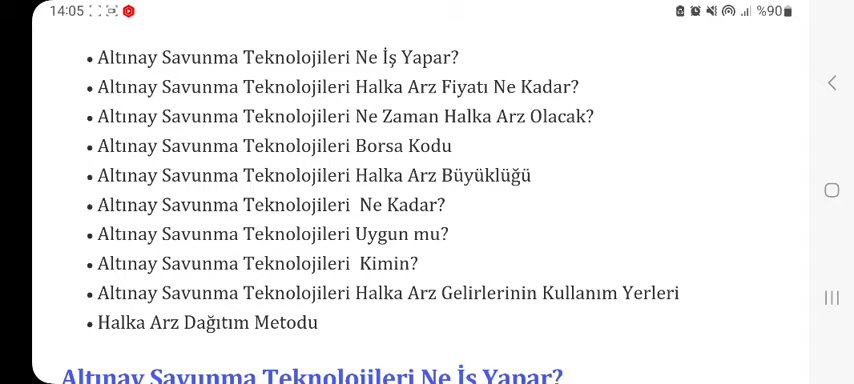 14:05 %90
• Altınay Savunma Teknolojileri Ne İş Yapar?
• Altınay Savunma Teknolojileri Halka Arz Fiyatı Ne Kadar?
• Altınay Savunma Teknolojileri Ne Zaman Halka Arz Olacak?
• Altınay Savunma Teknolojileri Borsa Kodu
• Altınay Savunma Teknolojileri Halka Arz Büyüklüğü
• Altınay Savunma Teknolojileri  Ne Kadar?
• Altınay Savunma Teknolojileri Uygun mu?
• Altınay Savunma Teknolojileri  Kimin?
• Altınay Savunma Teknolojileri Halka Arz Gelirlerinin Kullanım Yerleri
• Halka Arz Dağıtım Metodu
Altınay Savunma Teknolojileri Ne İş Yapar?